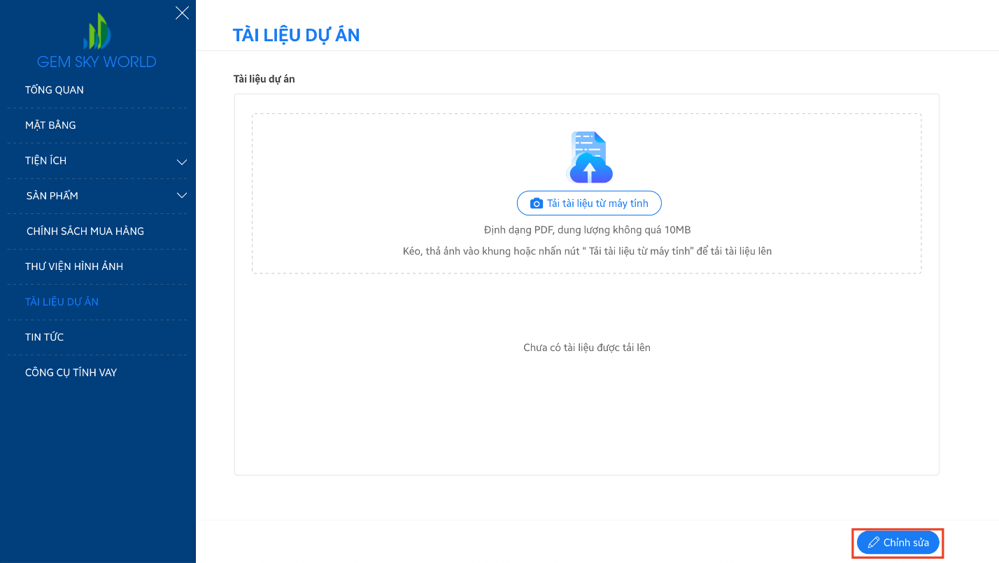 GEM SKY WORLD
TỔNG QUAN
MẶT BẰNG
TIỆN ÍCH
SẢN PHẨM
CHÍNH SÁCH MUA HÀNG
THƯ VIỆN HÌNH ẢNH
TÀI LIỆU DỰ ÁN
TIN TỨC
CÔNG CỤ TÍNH VAY
TÀI LIỆU DỰ ÁN
Tài liệu dự án
Tải tài liệu từ máy tính
Định dạng PDF, dung lượng không quá 10MB
Kéo, thả ảnh vào khung hoặc nhấn nút “ Tải tài liệu từ máy tính” để tải tài liệu lên
Chưa có tài liệu được tải lên
Chỉnh sửa